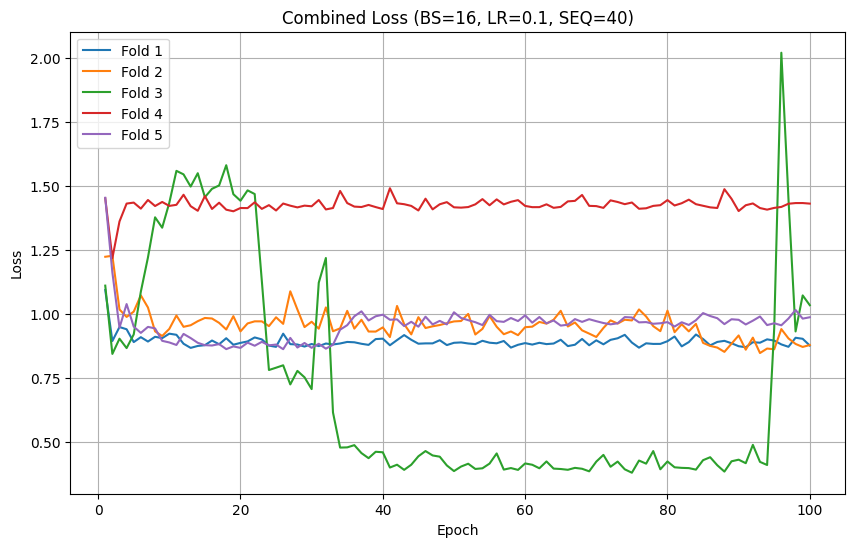 Combined Loss (BS=16, LR=0.1, SEQ=40)
Fold 1
Fold 2
Fold 3
Fold 4
Fold 5
Loss
2.00
1.75
1.50
1.25
1.00
0.75
0.50
0
20
40
60
80
100
Epoch